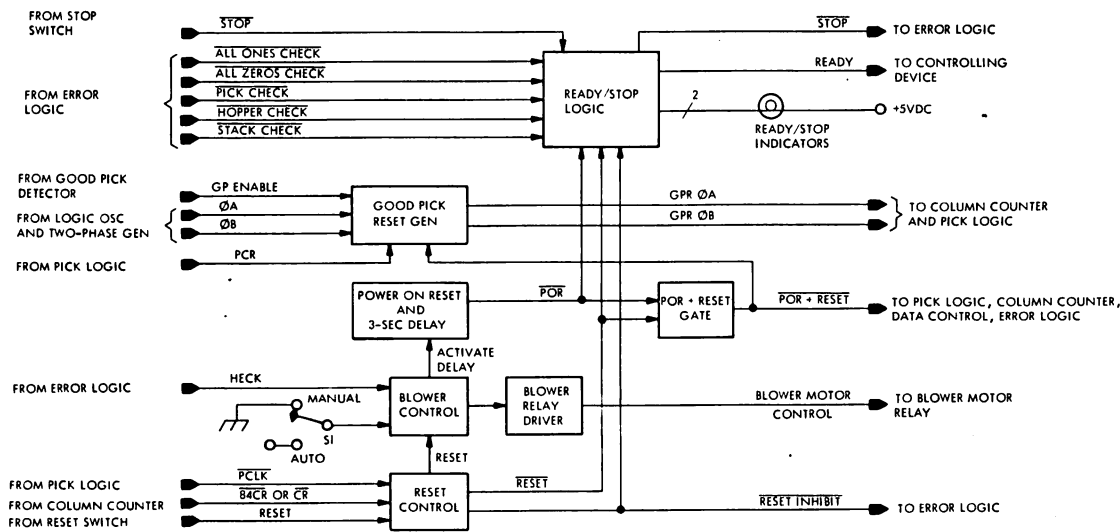 FROM STOP
SWITCH
STOP
STOP
TO ERROR LOGIC
ALL ONES CHECK
ALL ZEROS CHECK
PICK CHECK
HOPPER CHECK
STACK CHECK
FROM ERROR
LOGIC
READY/STOP
LOGIC
READY
TO CONTROLLING
DEVICE
2
+5VDC
READY/STOP
INDICATORS
FROM GOOD PICK
DETECTOR
GP ENABLE
ØA
ØB
FROM LOGIC OSC
AND TWO-PHASE GEN
GOOD PICK
RESET GEN
GPR ØA
GPR ØB
TO COLUMN COUNTER
AND PICK LOGIC
FROM PICK LOGIC
PCR
POWER ON RESET
AND
3-SEC DELAY
POR
POR + RESET
GATE
POR + RESET
TO PICK LOGIC, COLUMN COUNTER,
DATA CONTROL, ERROR LOGIC
ACTIVATE
DELAY
FROM ERROR LOGIC
HECK
MANUAL
SI
AUTO
BLOWER
CONTROL
BLOWER
RELAY
DRIVER
BLOWER MOTOR
CONTROL
TO BLOWER MOTOR
RELAY
RESET
FROM PICK LOGIC
PCLK
FROM COLUMN COUNTER
84CR OR CR
FROM RESET SWITCH
RESET
RESET
CONTROL
RESET
RESET INHIBIT
TO ERROR LOGIC